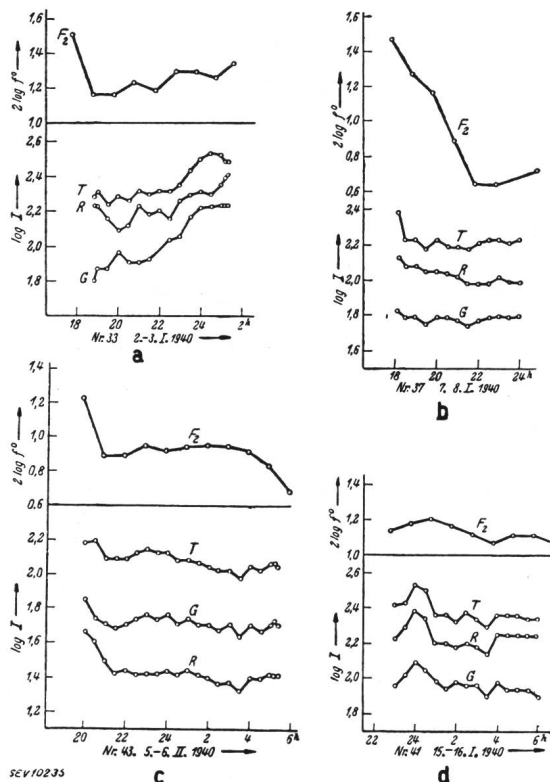 a
F2
2 log f°
1,6
1,4
1,2
1,0
log I
2,6
2,4
2,2
2,0
1,8
T
R
G
18 20 22 24 2h
Nr. 33 2.-3. I. 1940
a
2 log f°
1,4
1,2
1,0
0,8
0,6
F2
log I
2,4
2,2
2,0
1,8
1,6
T
R
G
18 20 22 24h
Nr. 37 7. 8. I. 1940
b
2 log f°
1,4
1,2
0,9
0,8
0,6
F2
log I
2,2
2,0
1,8
1,6
1,4
1,2
T
G
R
20 22 24 2 4 6h
Nr. 43. 5.-6. II. 1940
SEV10235
c
2 log f°
1,4
1,2
1,0
F2
log I
2,6
2,4
2,2
2,0
1,8
T
R
G
22 24 2 4 6h
Nr. 41 15.-16. I. 1940
d